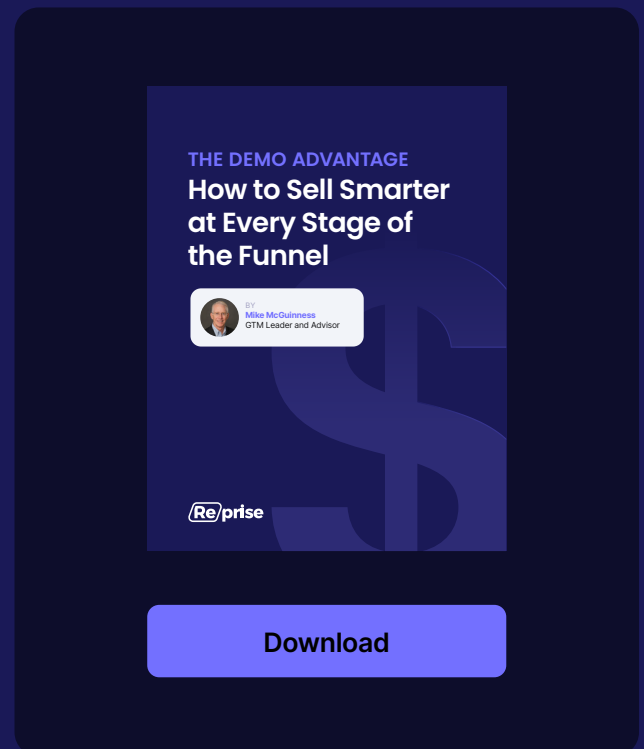 THE DEMO ADVANTAGE
How to Sell Smarter
at Every Stage of
the Funnel
BY
Mike McGuinness
GTM Leader and Advisor
Reprise
Download